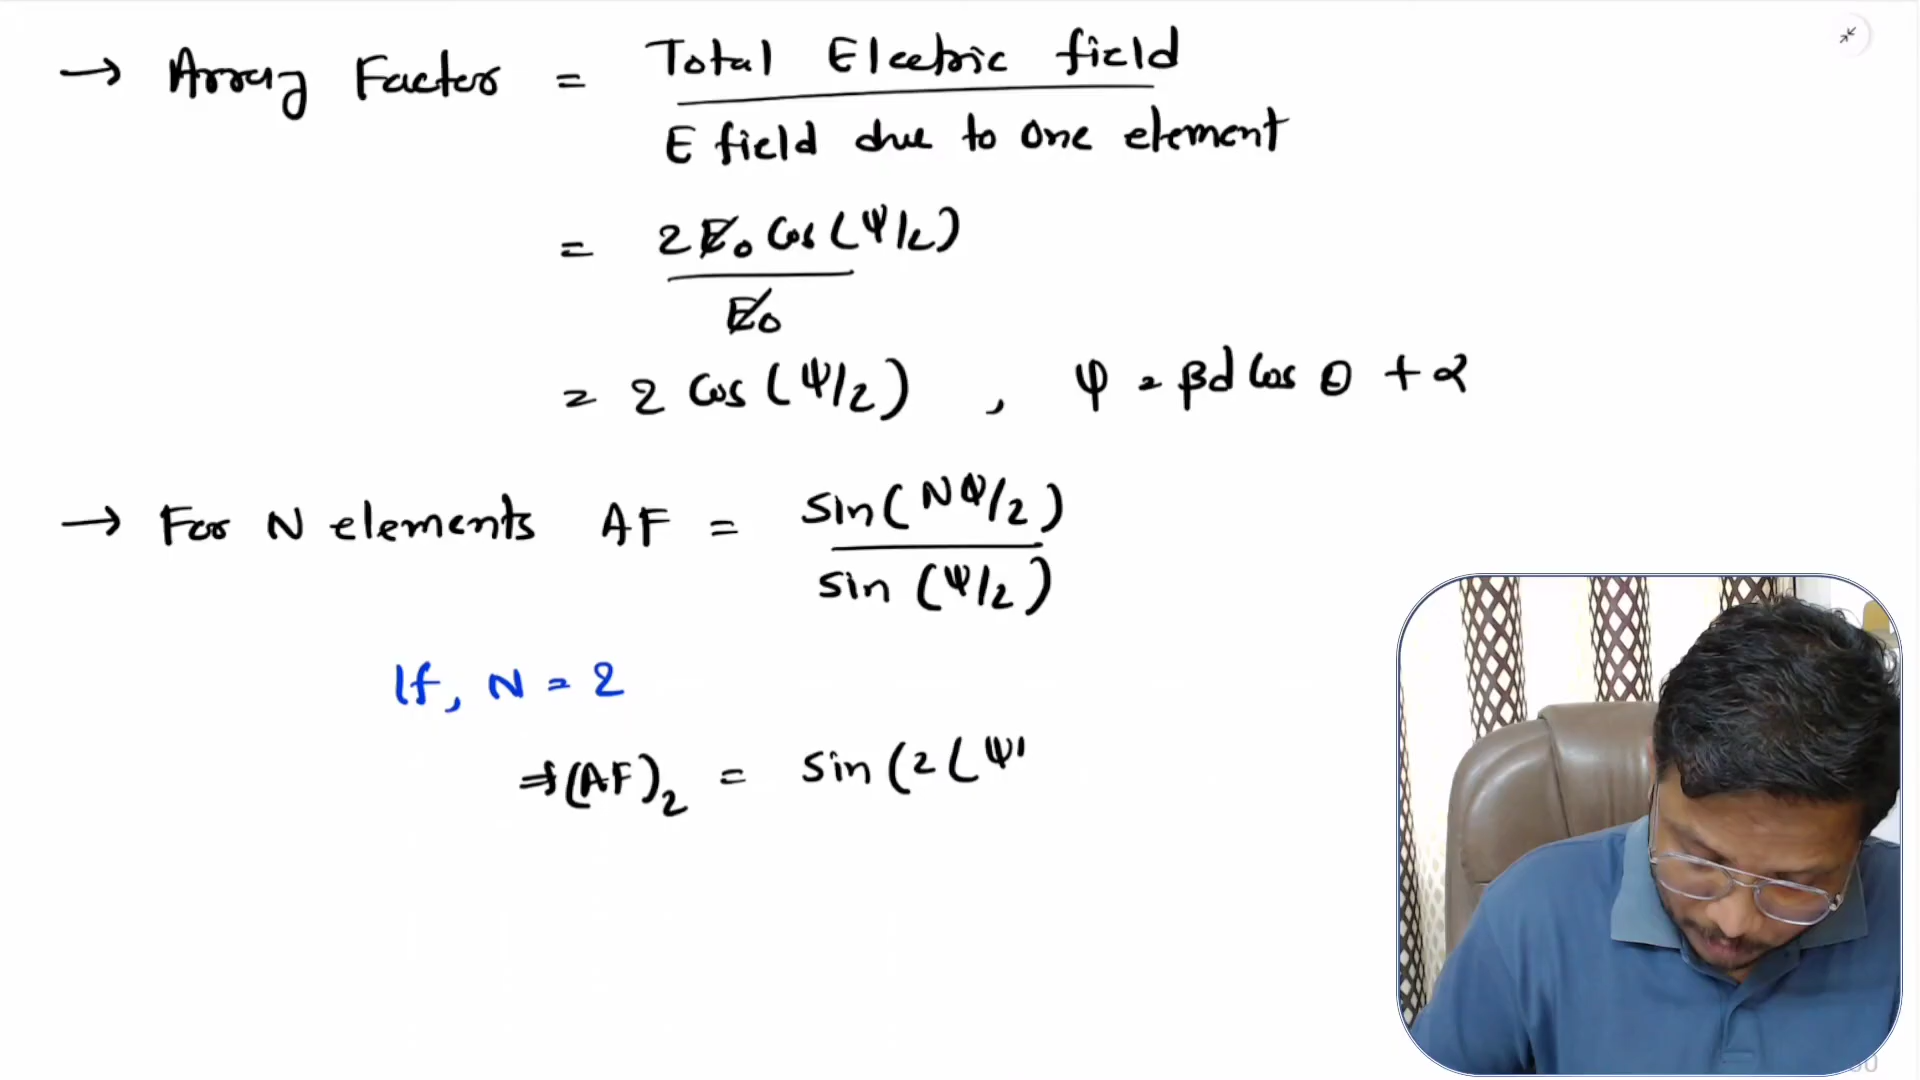 → Array Factor = Total Electric field / E field due to one element
= 2E0 Cos(ψ/2) / E0
= 2 Cos(ψ/2) , ψ = βd Cos θ + α
→ For N elements AF = sin(Nψ/2) / sin(ψ/2)
If, N = 2
⇒ (AF)2 = sin(2(ψ